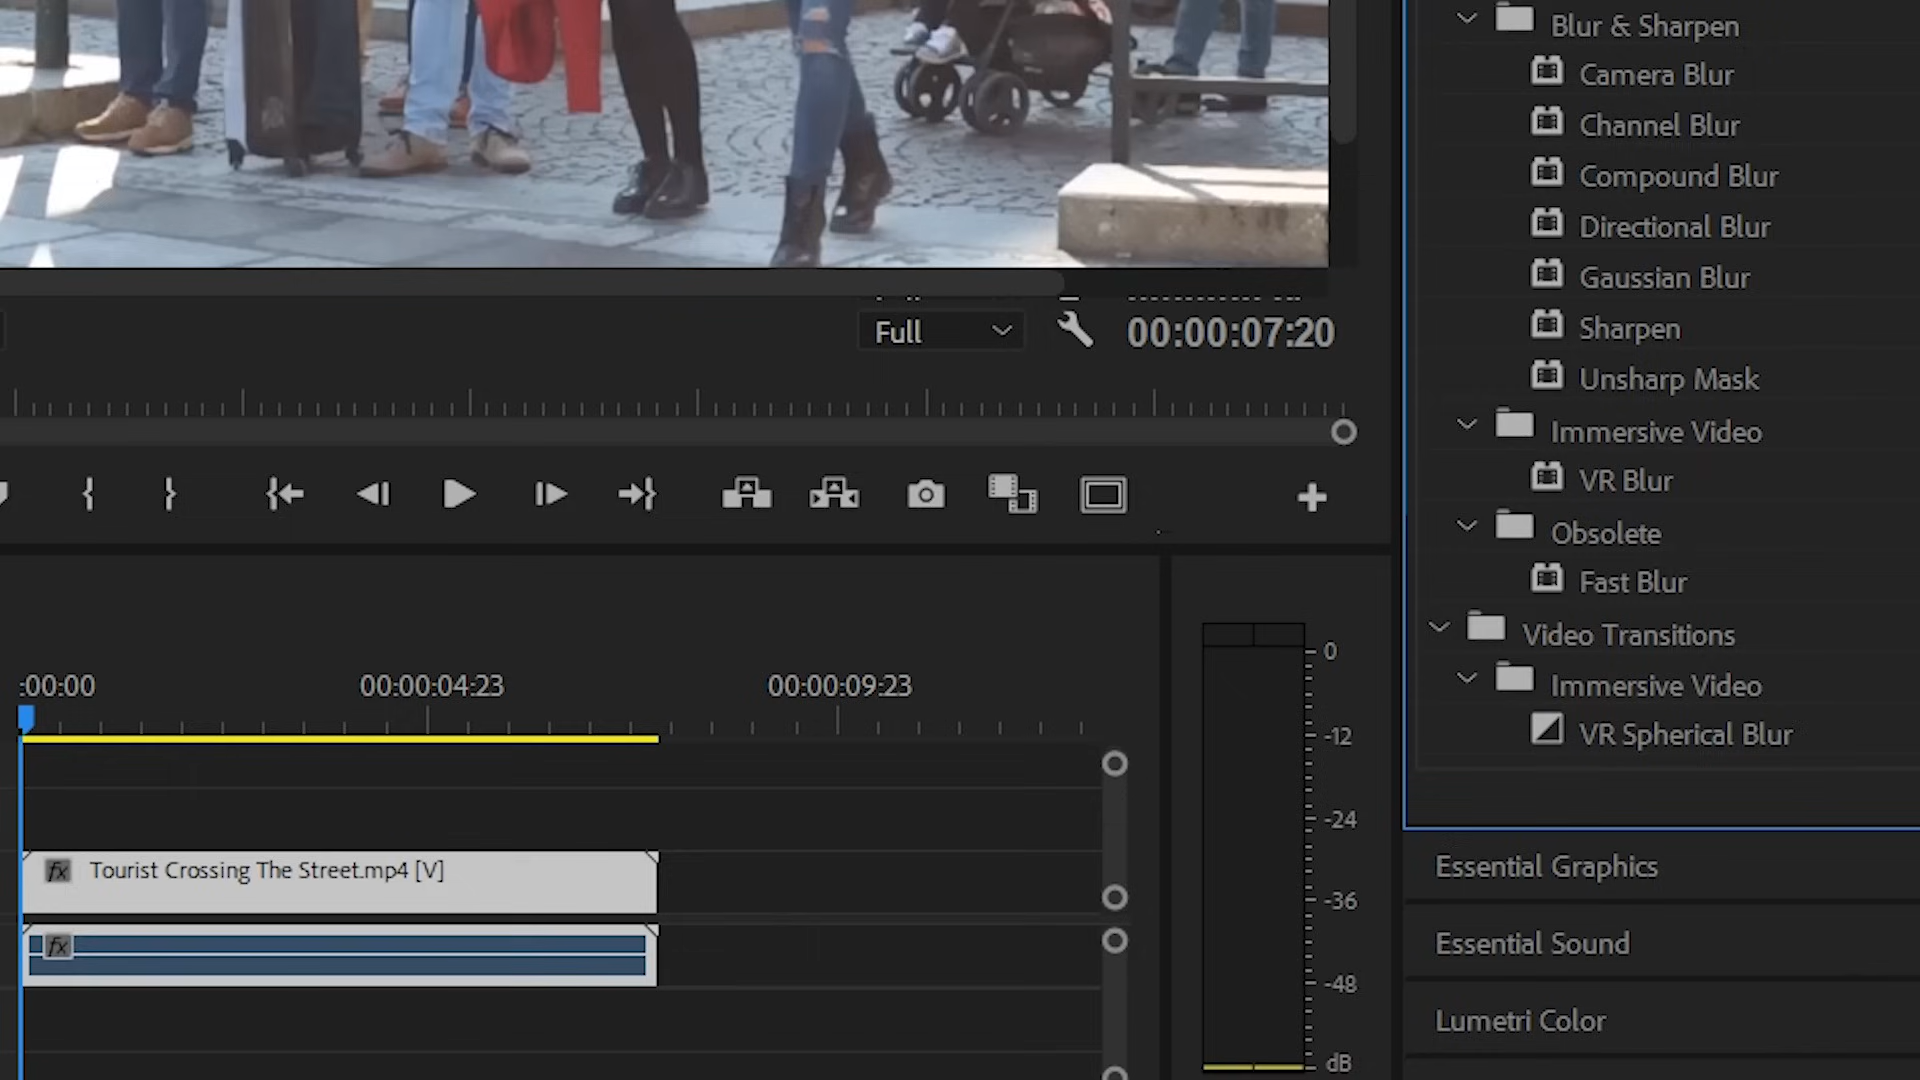 Blur & Sharpen
Camera Blur
Channel Blur
Compound Blur
Directional Blur
Gaussian Blur
Sharpen
Unsharp Mask
Immersive Video
VR Blur
Obsolete
Fast Blur
Video Transitions
Immersive Video
VR Spherical Blur
Full
00:00:07:20
:00:00
00:00:04:23
00:00:09:23
fx Tourist Crossing The Street.mp4 [V]
fx
0
-12
-24
-36
-48
dB
Essential Graphics
Essential Sound
Lumetri Color